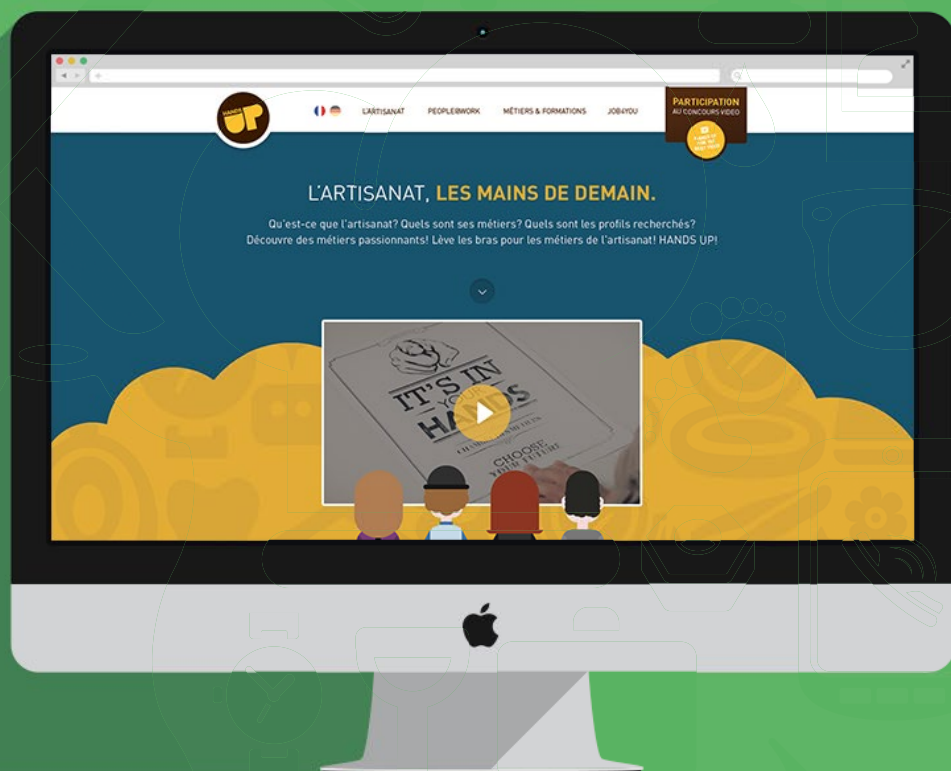 HANDS
UP
L'ARTISANAT
PEOPLE@WORK
MÉTIERS & FORMATIONS
JOB4YOU
PARTICIPATION
AU CONCOURS VIDEO
L'ARTISANAT, LES MAINS DE DEMAIN.
Qu'est-ce que l'artisanat? Quels sont ses métiers? Quels sont les profils recherchés?
Découvre des métiers passionnants! Lève les bras pour les métiers de l'artisanat! HANDS UP!
IT'S IN
YOUR
HANDS
CHOOSE
YOUR FUTURE